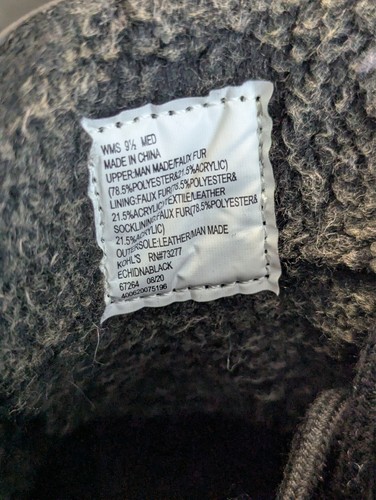 WMS 9½ MED
MADE IN CHINA
UPPER:MAN MADE/FAUX FUR
(78.5%POLYESTER&21.5%ACRYLIC)
LINING:FAUX FUR(78.5%POLYESTER&
21.5%ACRYLIC)/TEXTILE/LEATHER
SOCKLINING:FAUX FUR(78.5%POLYESTER&
21.5%ACRYLIC)
OUTERSOLE:LEATHER/MAN MADE
KOHL'S RN#73277
ECHIDNABLACK
67264 08/20
400620075196